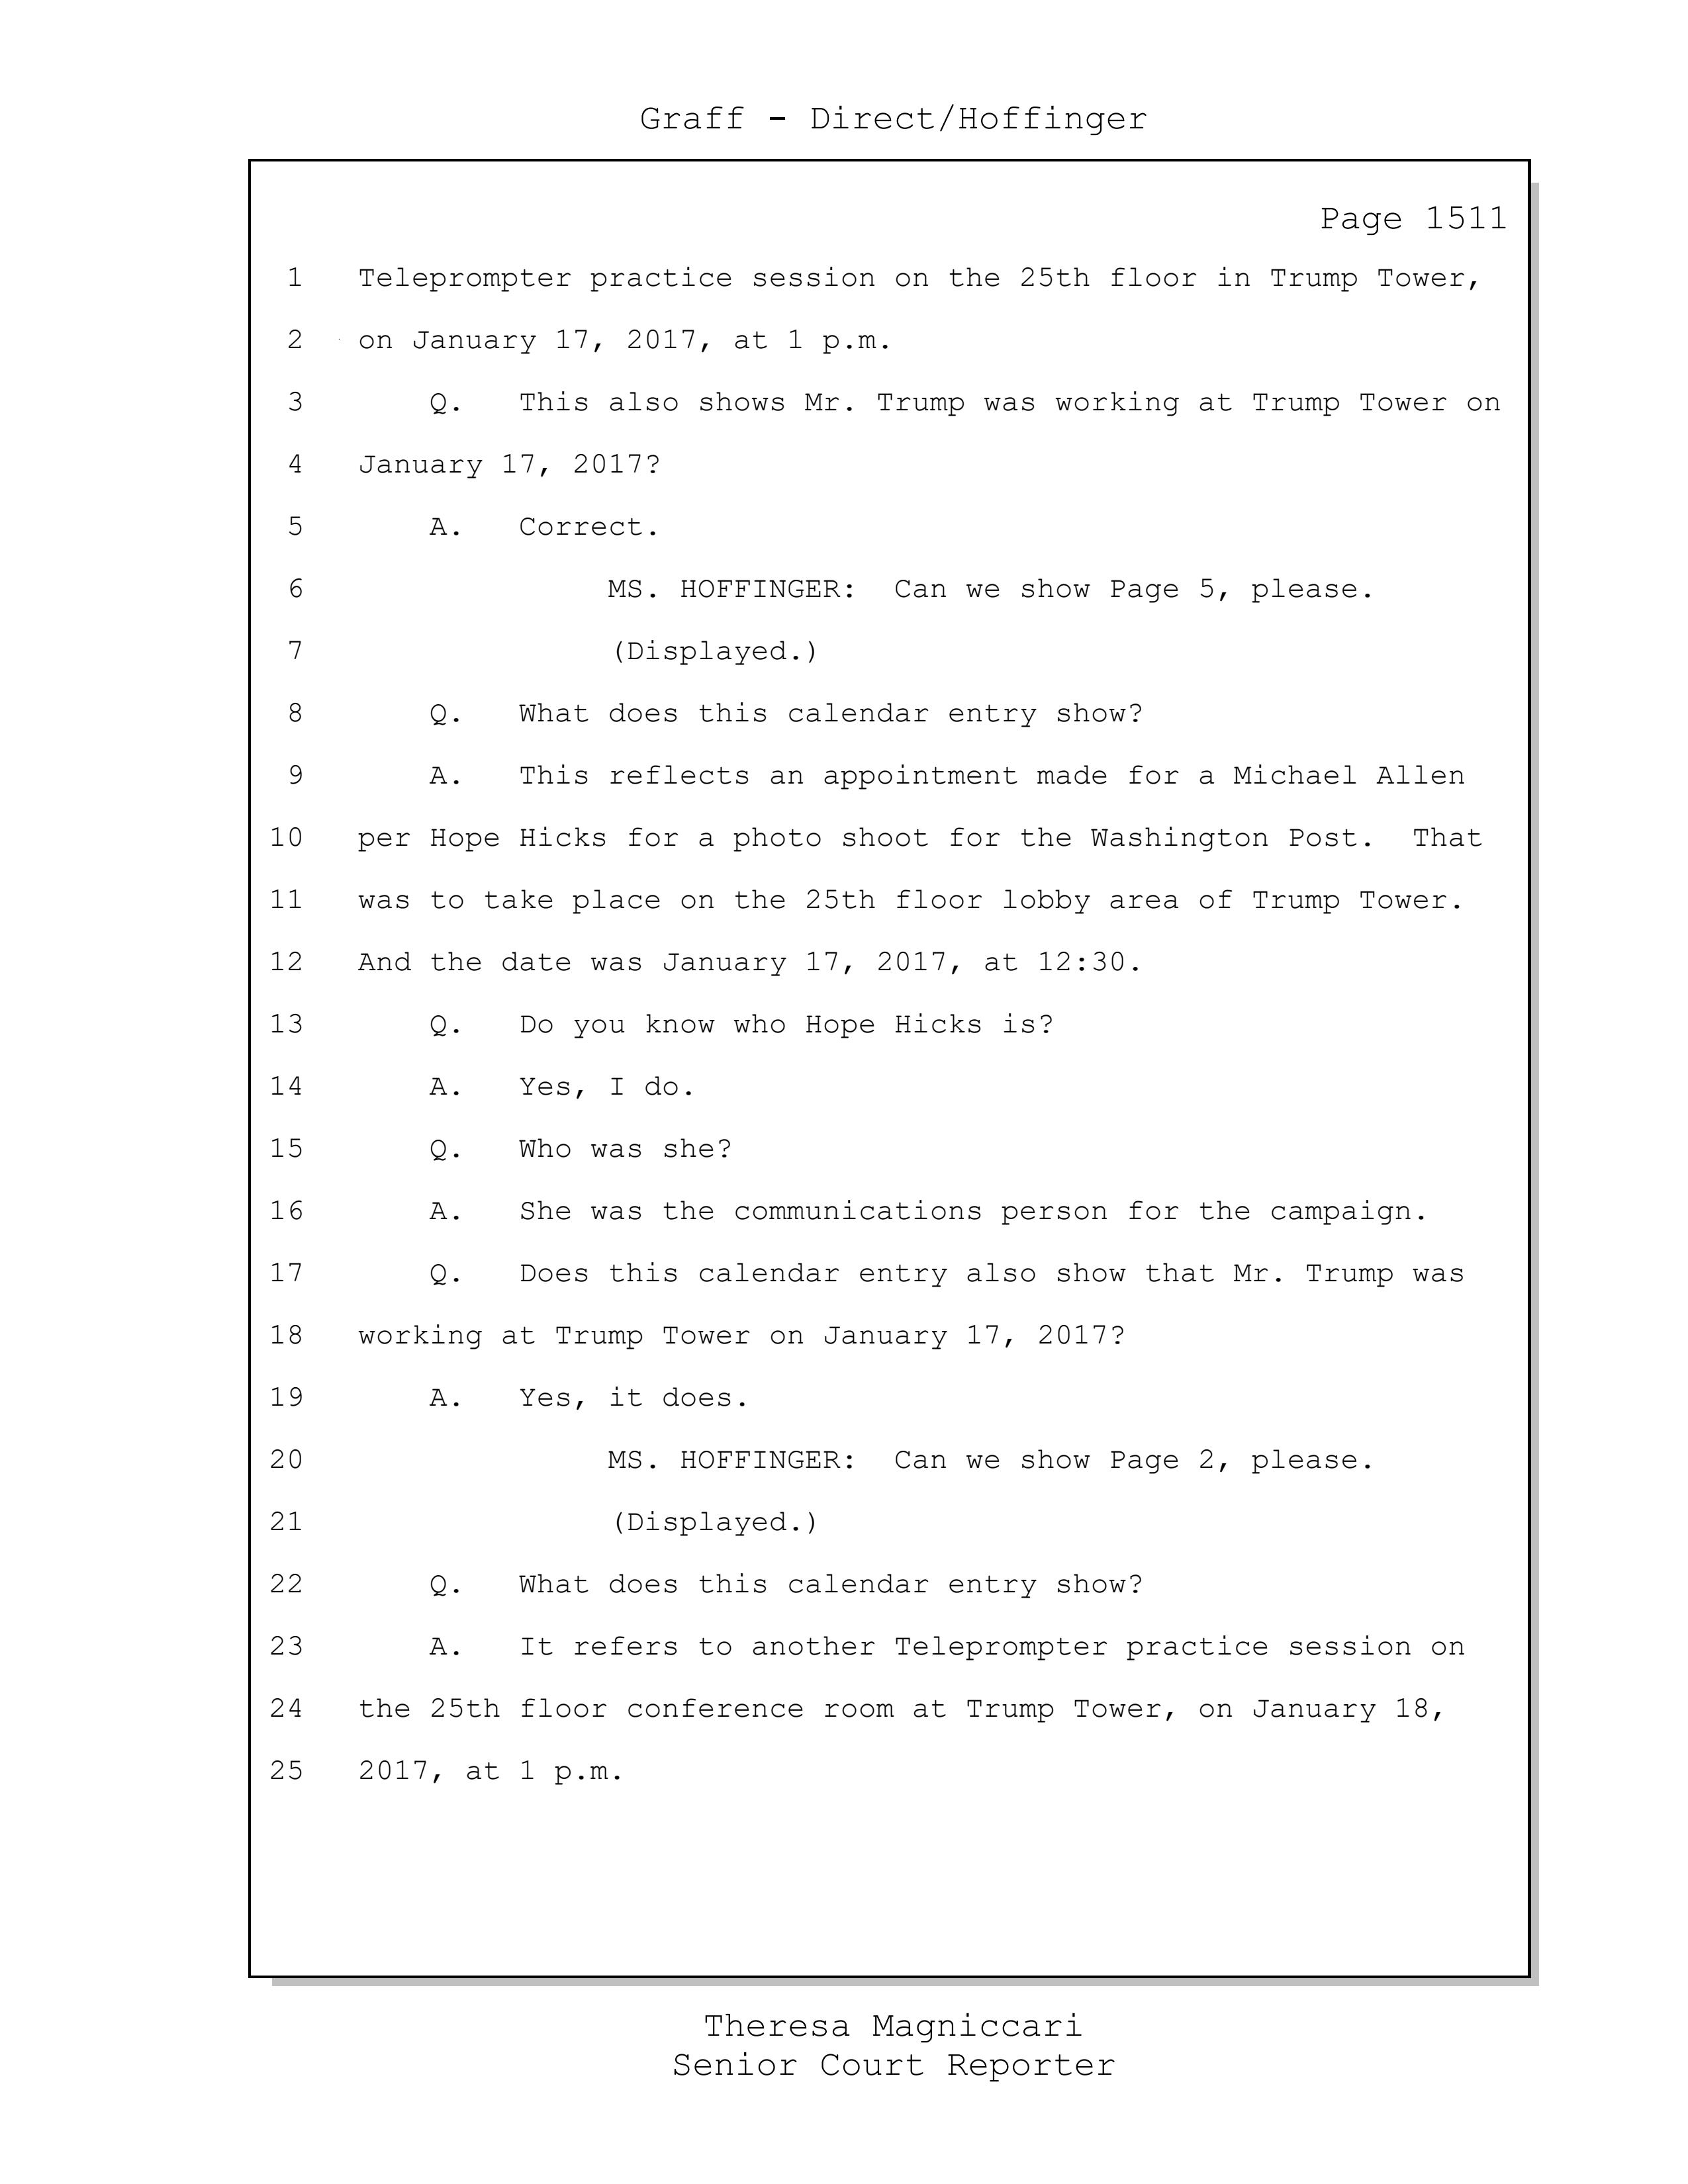 Graff - Direct/Hoffinger
Page 1511
1 Teleprompter practice session on the 25th floor in Trump Tower,
2 on January 17, 2017, at 1 p.m.
3 Q. This also shows Mr. Trump was working at Trump Tower on
4 January 17, 2017?
5 A. Correct.
6 MS. HOFFINGER: Can we show Page 5, please.
7 (Displayed.)
8 Q. What does this calendar entry show?
9 A. This reflects an appointment made for a Michael Allen
10 per Hope Hicks for a photo shoot for the Washington Post. That
11 was to take place on the 25th floor lobby area of Trump Tower.
12 And the date was January 17, 2017, at 12:30.
13 Q. Do you know who Hope Hicks is?
14 A. Yes, I do.
15 Q. Who was she?
16 A. She was the communications person for the campaign.
17 Q. Does this calendar entry also show that Mr. Trump was
18 working at Trump Tower on January 17, 2017?
19 A. Yes, it does.
20 MS. HOFFINGER: Can we show Page 2, please.
21 (Displayed.)
22 Q. What does this calendar entry show?
23 A. It refers to another Teleprompter practice session on
24 the 25th floor conference room at Trump Tower, on January 18,
25 2017, at 1 p.m.
Theresa Magniccari
Senior Court Reporter